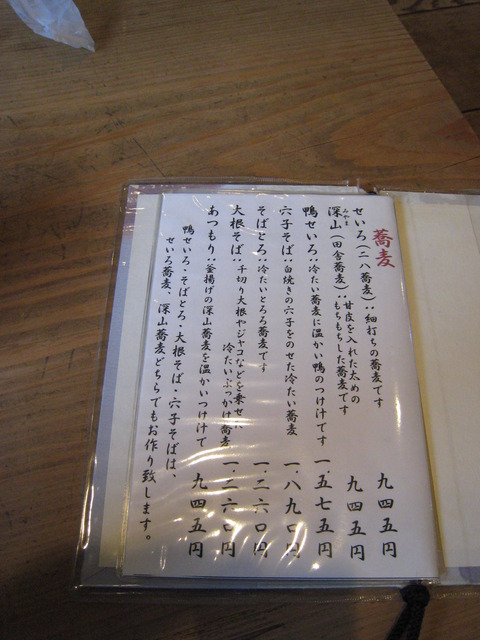 蕎麦
せいろ(二八蕎麦)：細打ちの蕎麦です 九四五円
深山(田舎蕎麦)：甘皮を入れた太めの
みやま
もちもちした蕎麦です 九四五円
鴨せいろ：冷たい蕎麦に温かい鴨のつけ汁です 一、五七五円
穴子そば：白焼きの穴子をのせた冷たい蕎麦 一、八九〇円
そばとろ：冷たいとろろ蕎麦です 一、二六〇円
大根そば：千切り大根やジャコなどを乗せた
冷たいぶっかけ蕎麦 一、二六〇円
あつもり：釜揚げの深山蕎麦を温かいつけ汁で 九四五円
鴨せいろ・そばとろ・大根そば・穴子そばは、
せいろ蕎麦、深山蕎麦どちらでもお作り致します。